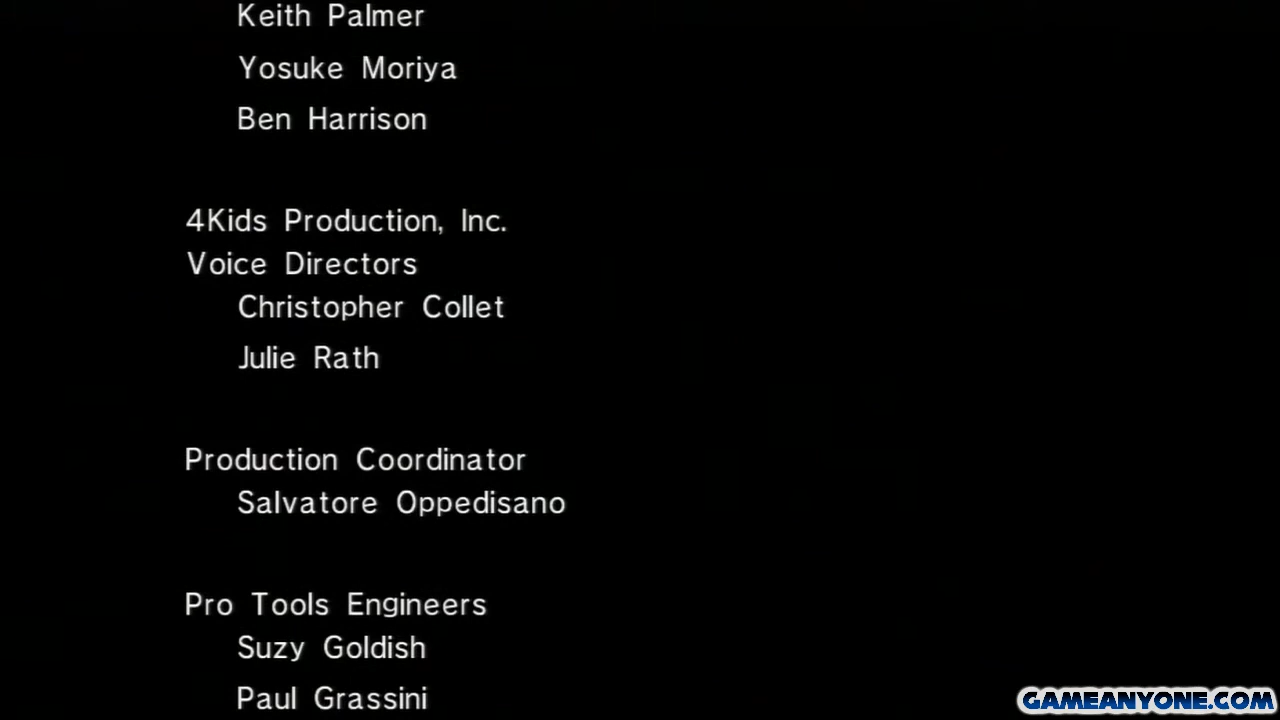 Keith Palmer
Yosuke Moriya
Ben Harrison
4Kids Production, Inc.
Voice Directors
Christopher Collet
Julie Rath
Production Coordinator
Salvatore Oppedisano
Pro Tools Engineers
Suzy Goldish
Paul Grassini
GAMEANYONE.COM